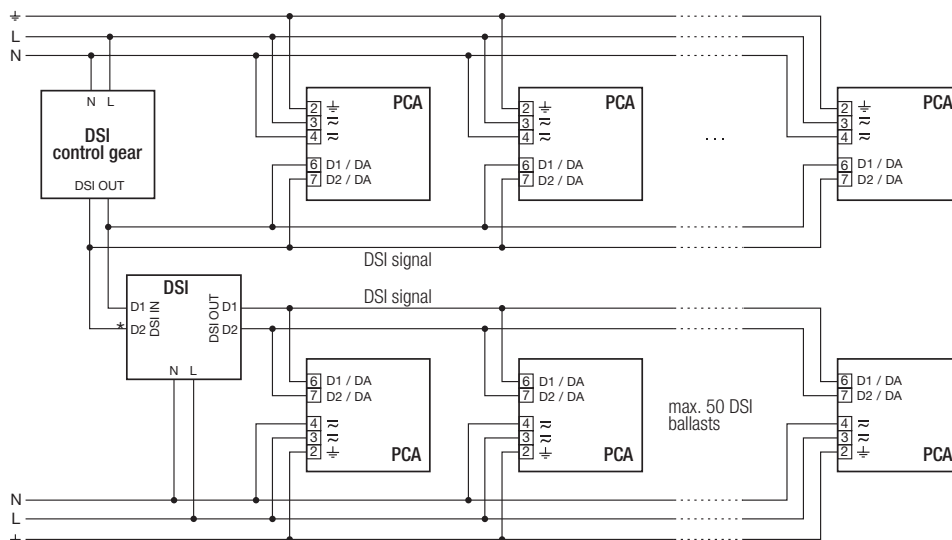 L
N
N L
DSI
control gear
DSI OUT
2
3
4
PCA
6 D1 / DA
7 D2 / DA
2
3
4
PCA
6 D1 / DA
7 D2 / DA
...
2
3
4
PCA
6 D1 / DA
7 D2 / DA
DSI signal
DSI signal
DSI
D1
* D2
DSI IN
DSI OUT
D1
D2
N L
6 D1 / DA
7 D2 / DA
4
3
2
PCA
6 D1 / DA
7 D2 / DA
4
3
2
PCA
max. 50 DSI
ballasts
6 D1 / DA
7 D2 / DA
4
3
2
PCA
N
L